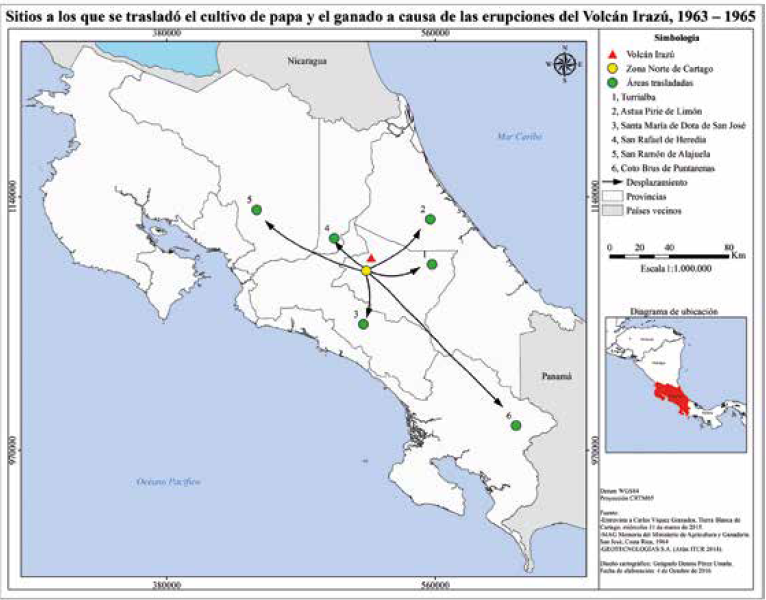 Sitios a los que se trasladó el cultivo de papa y el ganado a causa de las erupciones del Volcán Irazú, 1963 – 1965
380000
560000
Nicaragua
N
W
E
S
Mar Caribe
1140000
1140000
5
4
2
1
3
6
Panamá
970000
970000
Oceano Pacífico
380000
560000
Simbología
Volcán Irazú
Zona Norte de Cartago
Áreas trasladadas
1, Turrialba
2, Astua Pirie de Limón
3, Santa María de Dota de San José
4, San Rafael de Heredia
5, San Ramón de Alajuela
6, Coto Brus de Puntarenas
Desplazamiento
Provincias
Países vecinos
0 20 40 80
Km
Escala 1:1.000.000
Diagrama de ubicación
Datum WGS84
Proyección CRTM05
Fuente:
-Entrevista a Carlos Víquez Granados, Tierra Blanca de
Cartago, miércoles 11 de marzo de 2015.
-MAG Memoria del Ministerio de Agricultura y Ganadería
San José, Costa Rica, 1964
-GEOTECNOLOGÍAS S.A. (Atlas ITCR 2014).
Diseño cartográfico: Geógrafo Dennis Pérez Umaña.
Fecha de elaboración: 4 de Octubre de 2016